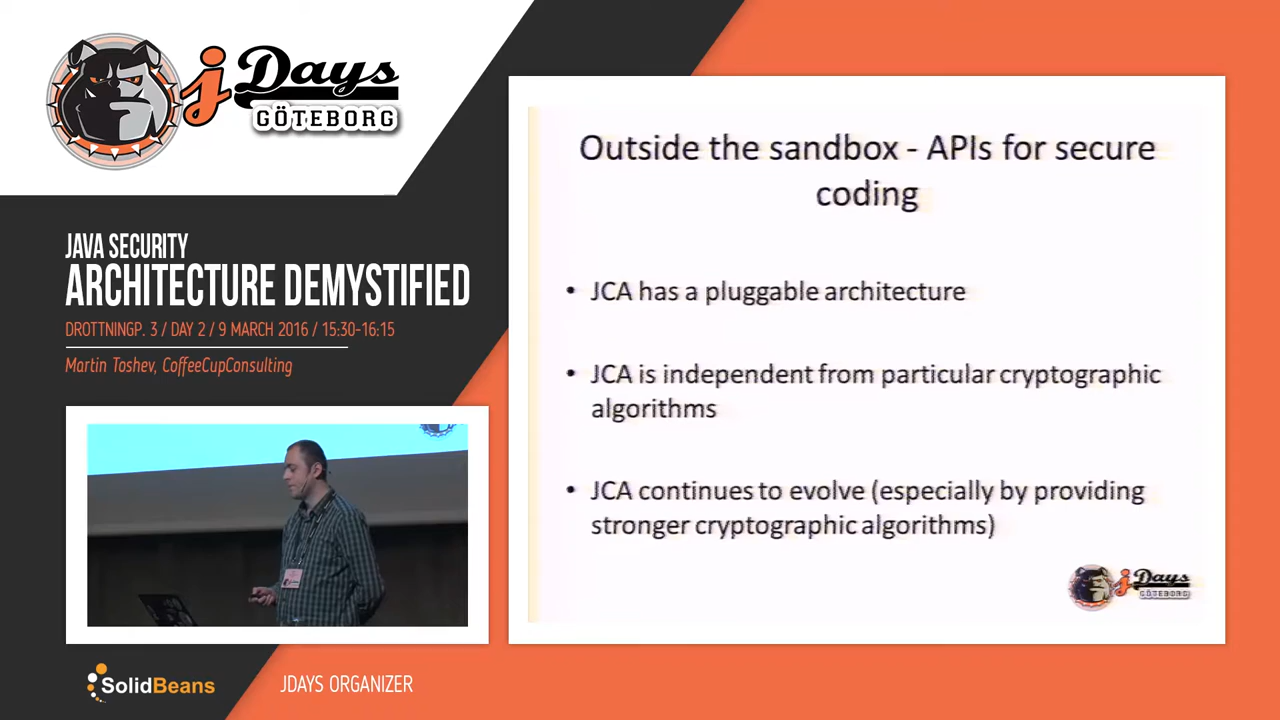 jDays
GÖTEBORG
JAVA SECURITY
ARCHITECTURE DEMYSTIFIED
DROTTNINGP. 3 / DAY 2 / 9 MARCH 2016 / 15:30-16:15
Martin Toshev, CoffeeCupConsulting
Outside the sandbox - APIs for secure
coding
• JCA has a pluggable architecture
• JCA is independent from particular cryptographic
algorithms
• JCA continues to evolve (especially by providing
stronger cryptographic algorithms)
jDays
GÖTEBORG
SolidBeans
JDAYS ORGANIZER